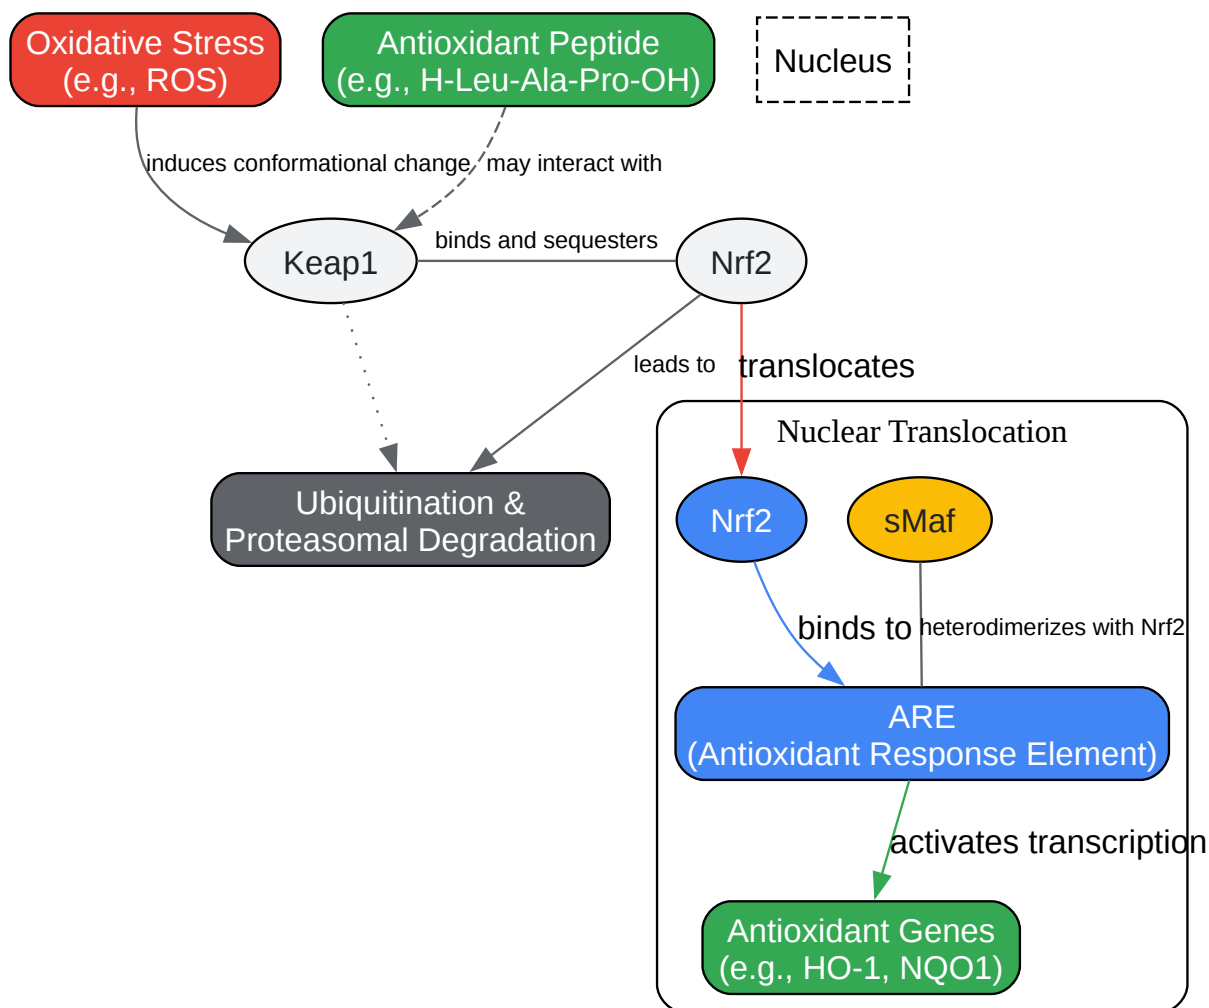 Oxidative Stress
(e.g., ROS)
Antioxidant Peptide
(e.g., H-Leu-Ala-Pro-OH)
Nucleus
induces conformational change
may interact with
Keap1
binds and sequesters
Nrf2
leads to
translocates
Nuclear Translocation
Ubiquitination &
Proteasomal Degradation
Nrf2
sMaf
binds to
heterodimerizes with Nrf2
ARE
(Antioxidant Response Element)
activates transcription
Antioxidant Genes
(e.g., HO-1, NQO1)